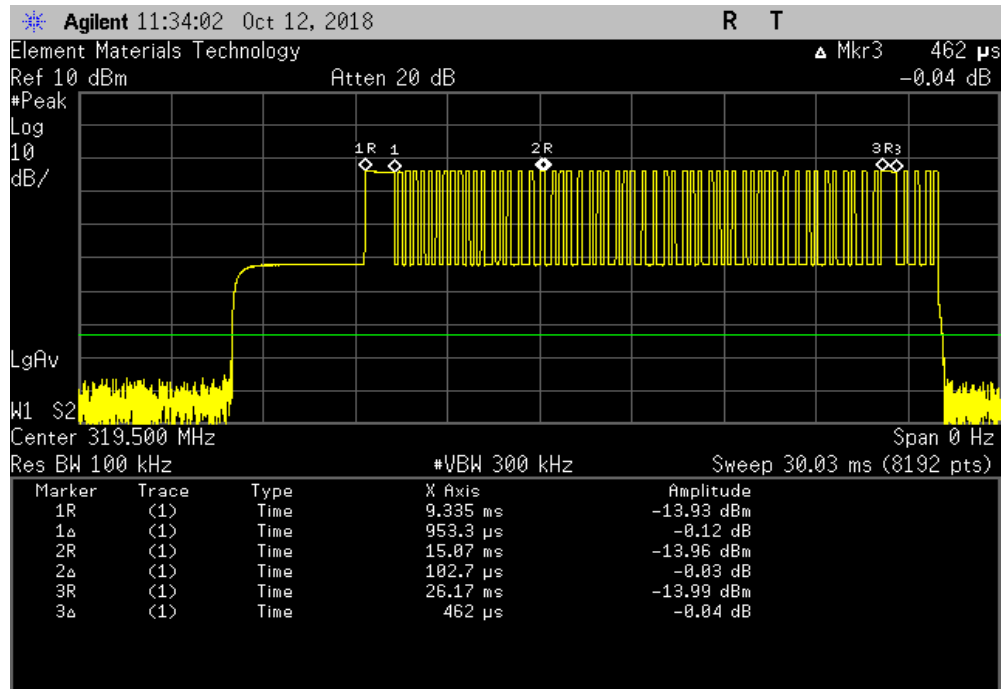 Agilent 11:34:02 Oct 12, 2018 R T
Element Materials Technology Δ Mkr3 462 µs
Ref 10 dBm Atten 20 dB -0.04 dB
#Peak
Log
10
dB/
1R 1 2R 3R3
LgAv
W1 S2
Center 319.500 MHz Span 0 Hz
Res BW 100 kHz #VBW 300 kHz Sweep 30.03 ms (8192 pts)
Marker Trace Type X Axis Amplitude
1R (1) Time 9.335 ms -13.93 dBm
1Δ (1) Time 953.3 µs -0.12 dB
2R (1) Time 15.07 ms -13.96 dBm
2Δ (1) Time 102.7 µs -0.03 dB
3R (1) Time 26.17 ms -13.99 dBm
3Δ (1) Time 462 µs -0.04 dB